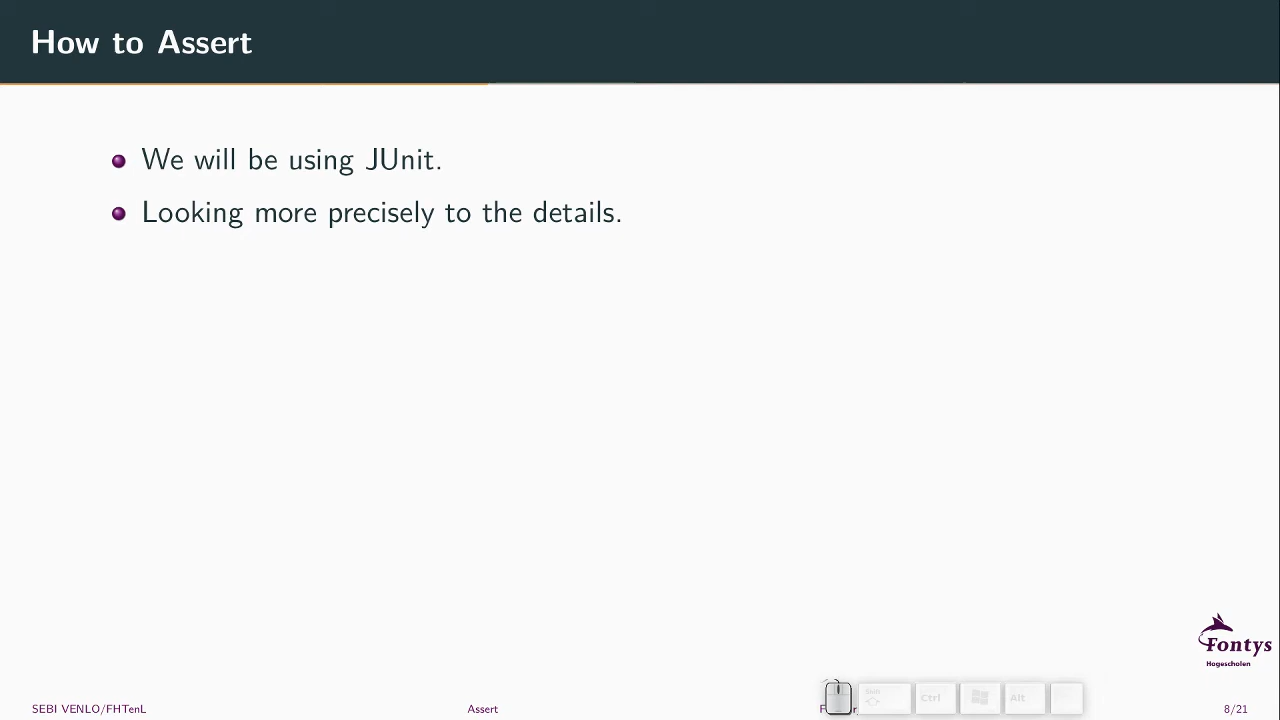 How to Assert
We will be using JUnit.
Looking more precisely to the details.
Fontys
Hogescholen
Shift
Ctrl
Alt
SEBI VENLO/FHTenL
Assert
8/21